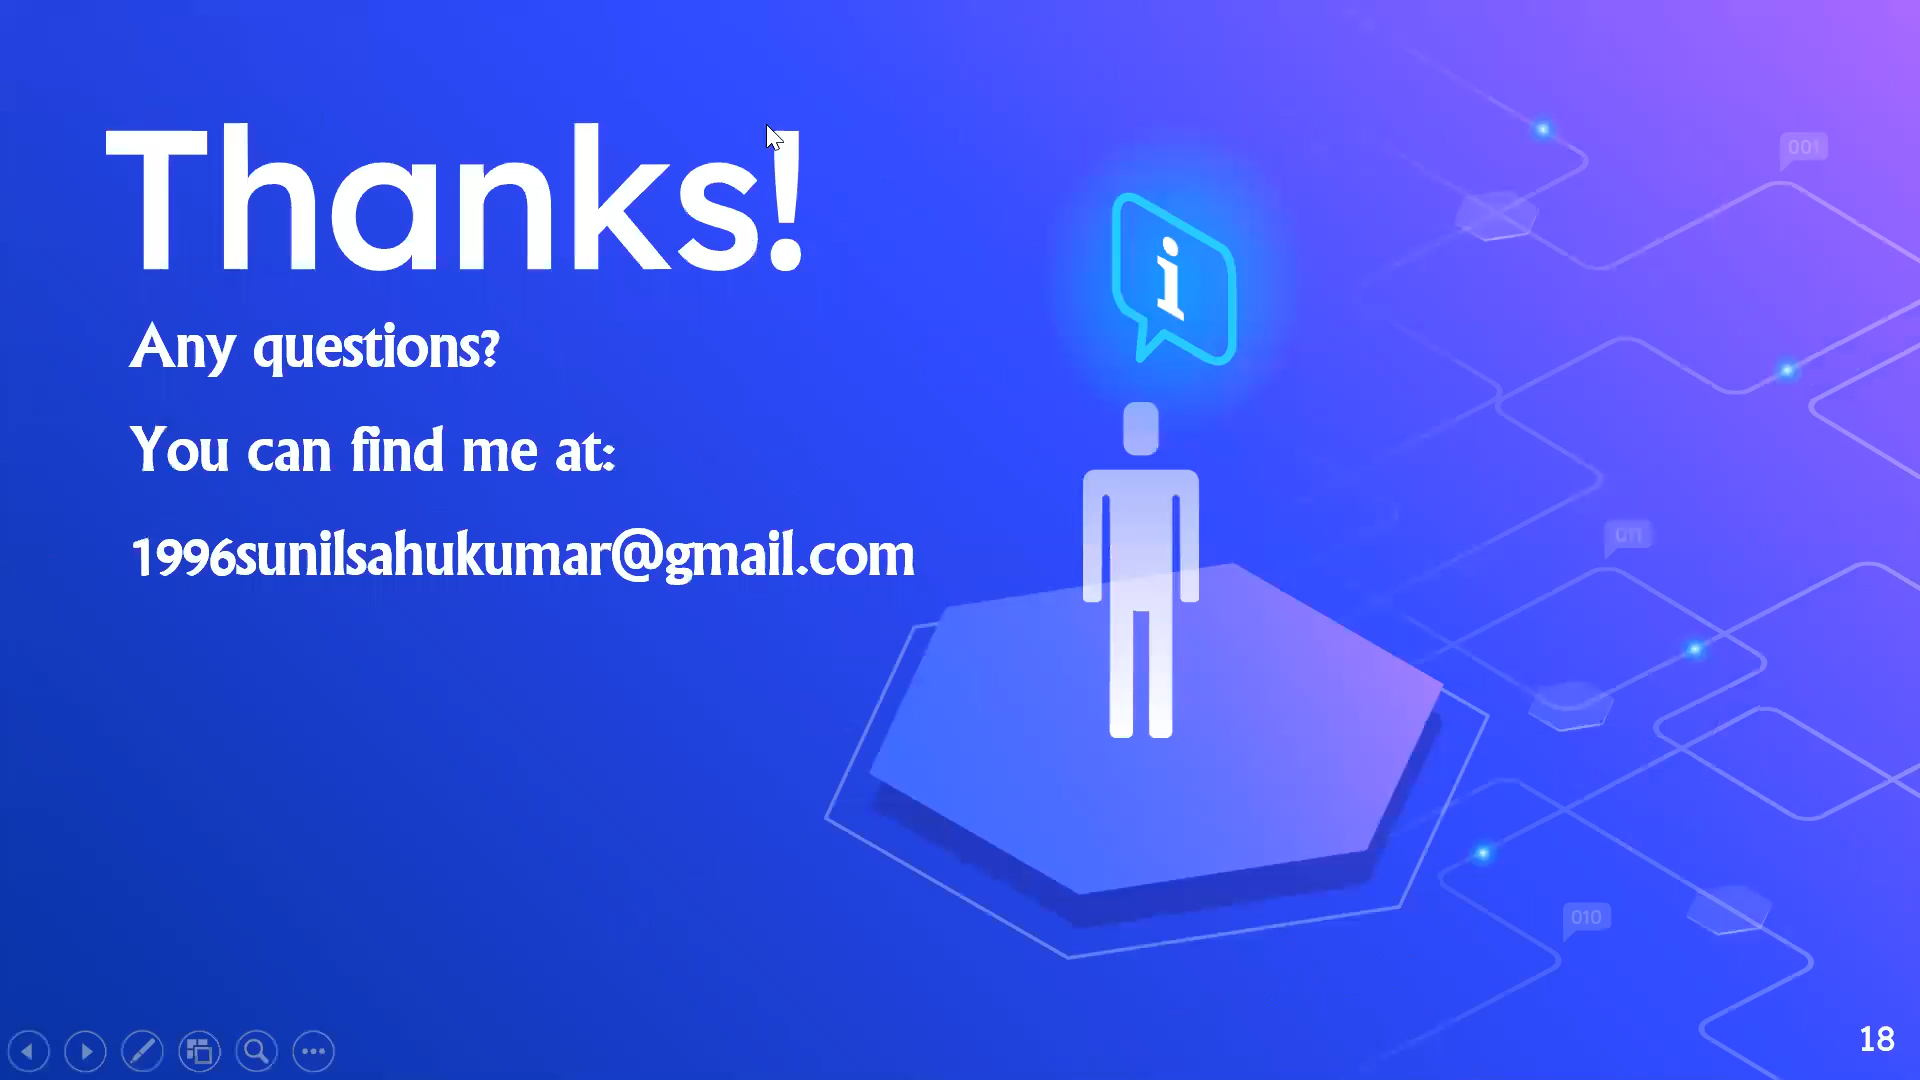 Thanks!
Any questions?
You can find me at:
1996sunilsahukumar@gmail.com
i
001
011
010
18